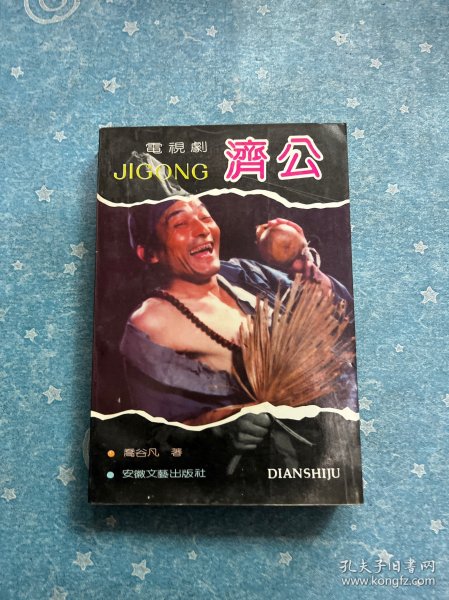 電視劇
JIGONG 濟公
喬谷凡 著
安徽文藝出版社
DIANSHIJU
孔夫子旧书网
www.kongfz.com